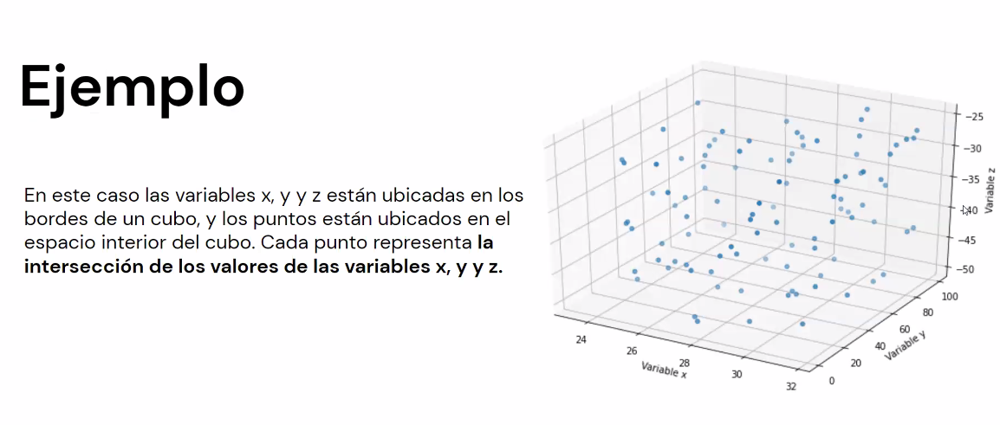 Ejemplo
En este caso las variables x, y y z están ubicadas en los
bordes de un cubo, y los puntos están ubicados en el
espacio interior del cubo. Cada punto representa la
intersección de los valores de las variables x, y y z.
−25
−30
−35
−40
−45
−50
Variable z
100
80
60
40
20
0
Variable y
24
26
28
30
32
Variable x